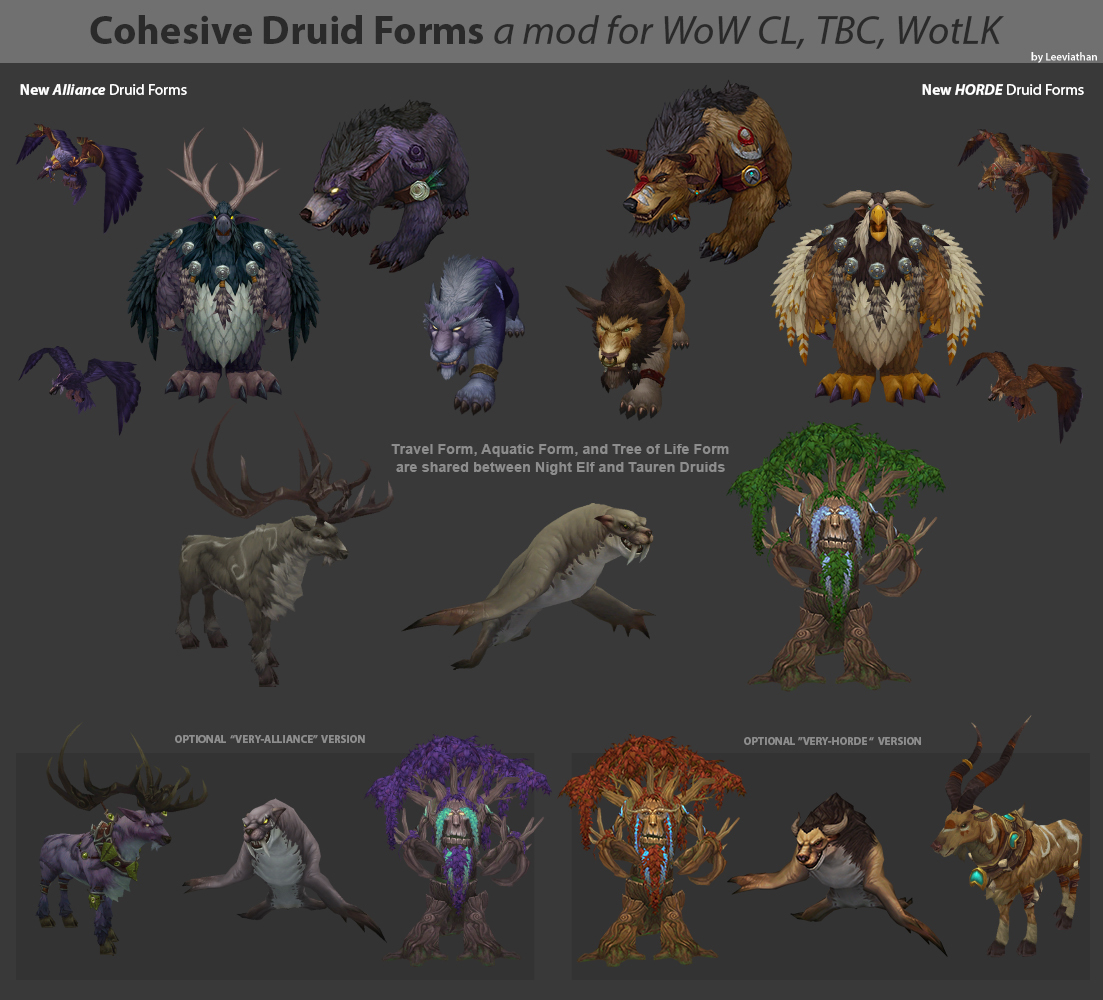 Cohesive Druid Forms a mod for WoW CL, TBC, WotLK
by Leeviathan
New Alliance Druid Forms
New HORDE Druid Forms
Travel Form, Aquatic Form, and Tree of Life Form
are shared between Night Elf and Tauren Druids
OPTIONAL "VERY-ALLIANCE" VERSION
OPTIONAL "VERY-HORDE" VERSION